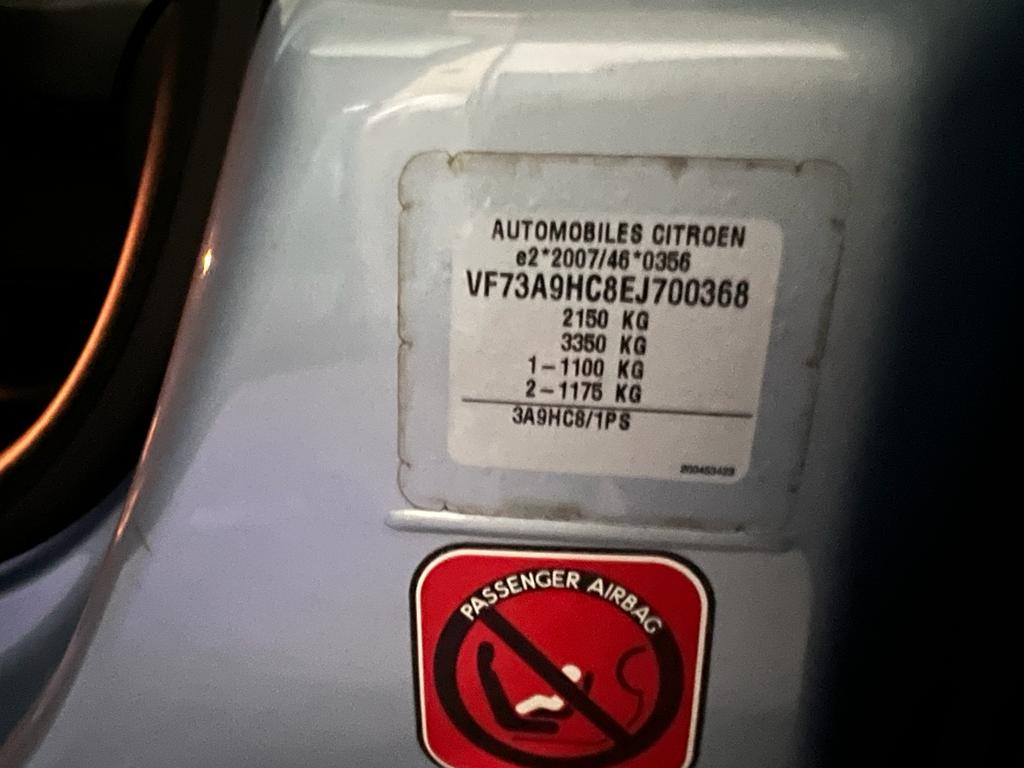 AUTOMOBILES CITROEN
e2*2007/46*0356
VF73A9HC8EJ700368
2150 KG
3350 KG
1-1100 KG
2-1175 KG
3A9HC8/1PS
200453423
PASSENGER AIRBAG